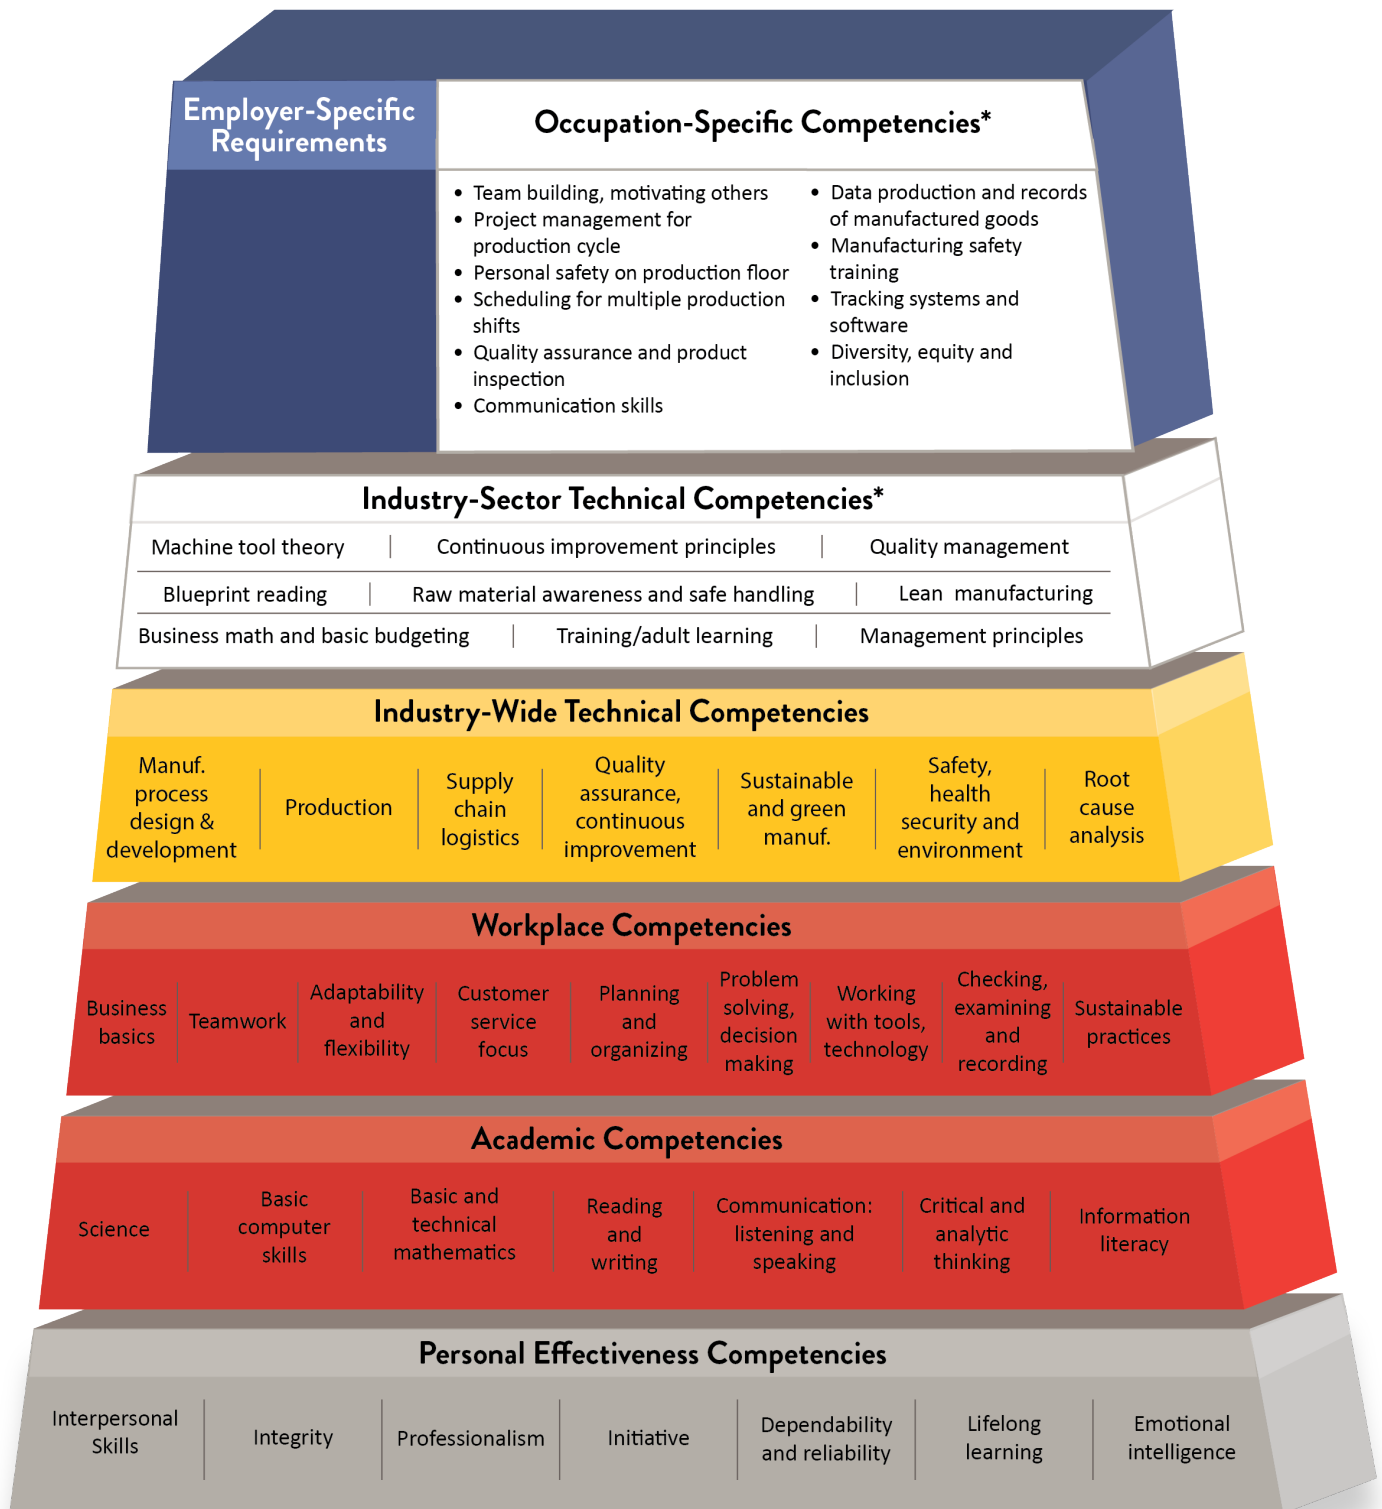 Employer-Specific
Requirements
Occupation-Specific Competencies*
• Team building, motivating others
• Project management for
production cycle
• Personal safety on production floor
• Scheduling for multiple production
shifts
• Quality assurance and product
inspection
• Communication skills
• Data production and records
of manufactured goods
• Manufacturing safety
training
• Tracking systems and
software
• Diversity, equity and
inclusion
Industry-Sector Technical Competencies*
Machine tool theory | Continuous improvement principles | Quality management
Blueprint reading | Raw material awareness and safe handling | Lean manufacturing
Business math and basic budgeting | Training/adult learning | Management principles
Industry-Wide Technical Competencies
Manuf.
process
design &
development
Production
Supply
chain
logistics
Quality
assurance,
continuous
improvement
Sustainable
and green
manuf.
Safety,
health
security and
environment
Root
cause
analysis
Workplace Competencies
Business
basics
Teamwork
Adaptability
and
flexibility
Customer
service
focus
Planning
and
organizing
Problem
solving,
decision
making
Working
with tools,
technology
Checking,
examining
and
recording
Sustainable
practices
Academic Competencies
Science
Basic
computer
skills
Basic and
technical
mathematics
Reading
and
writing
Communication:
listening and
speaking
Critical and
analytic
thinking
Information
literacy
Personal Effectiveness Competencies
Interpersonal
Skills
Integrity
Professionalism
Initiative
Dependability
and reliability
Lifelong
learning
Emotional
intelligence